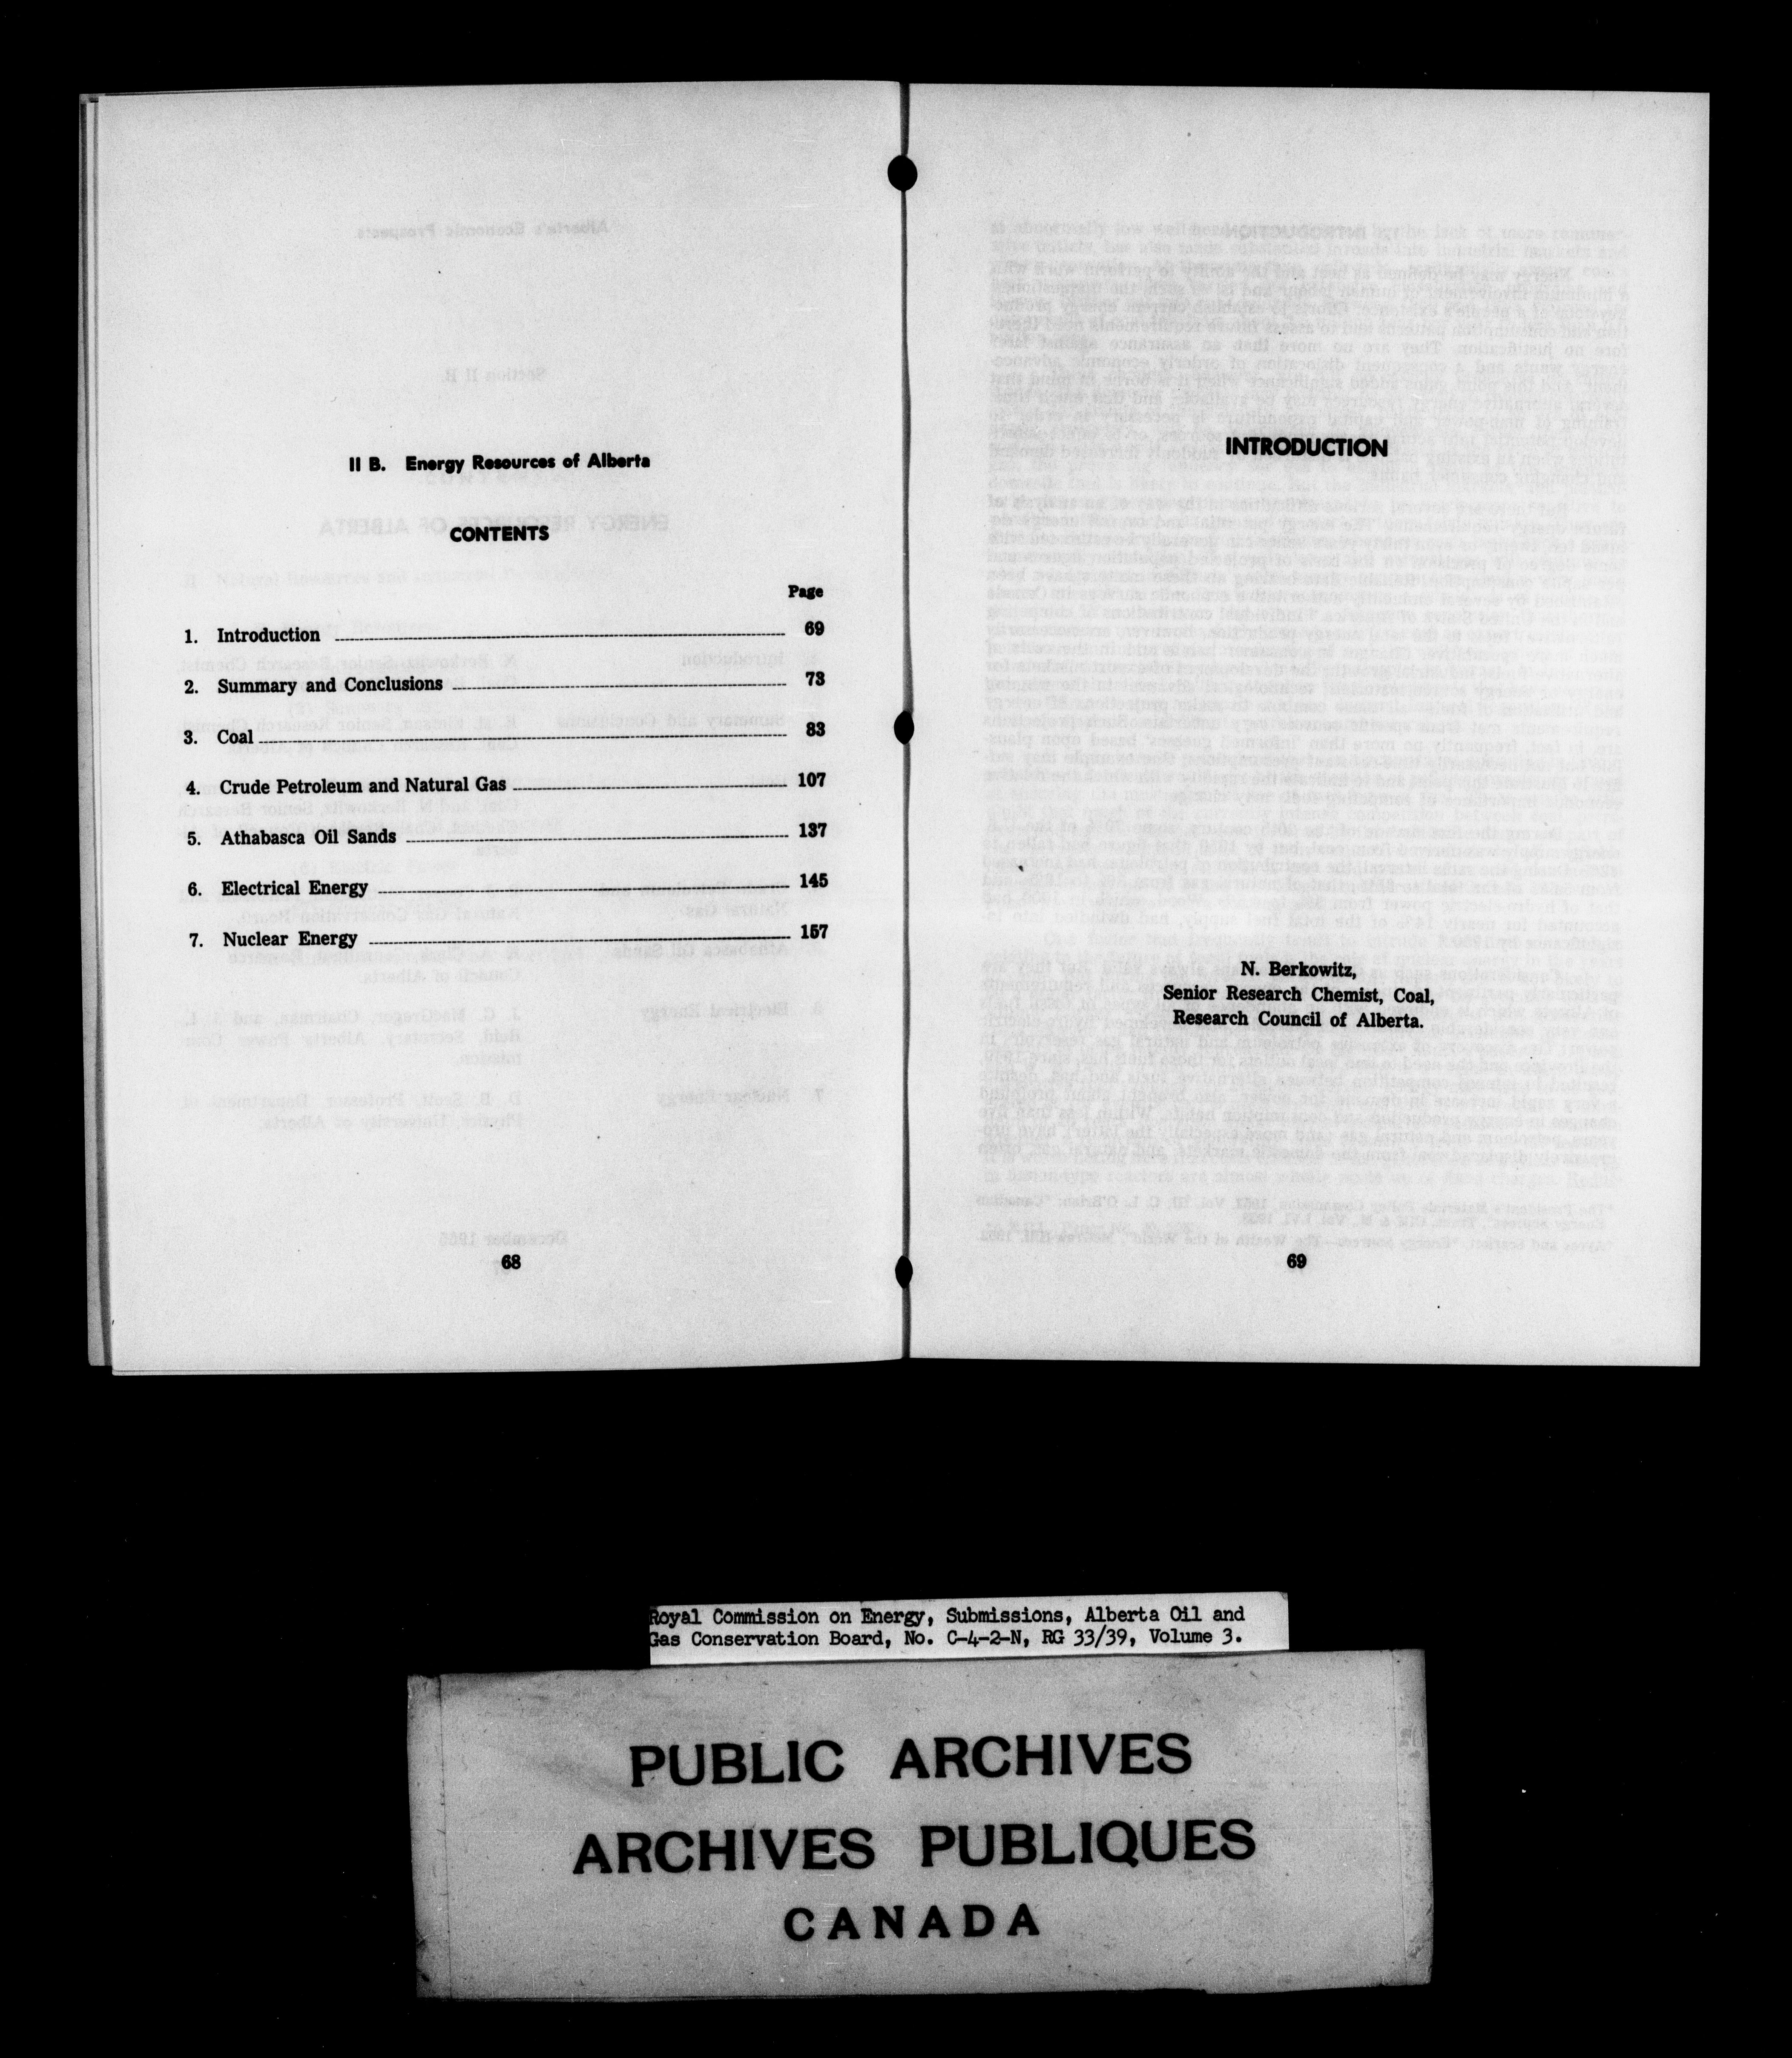 II B. Energy Resources of Alberta
CONTENTS
Page
1. Introduction 69
2. Summary and Conclusions 73
3. Coal 83
4. Crude Petroleum and Natural Gas 107
5. Athabasca Oil Sands 137
6. Electrical Energy 145
7. Nuclear Energy 157
68
INTRODUCTION
N. Berkowitz,
Senior Research Chemist, Coal,
Research Council of Alberta.
69
Royal Commission on Energy, Submissions, Alberta Oil and
Gas Conservation Board, No. C-4-2-N, RG 33/39, Volume 3.
PUBLIC ARCHIVES
ARCHIVES PUBLIQUES
CANADA